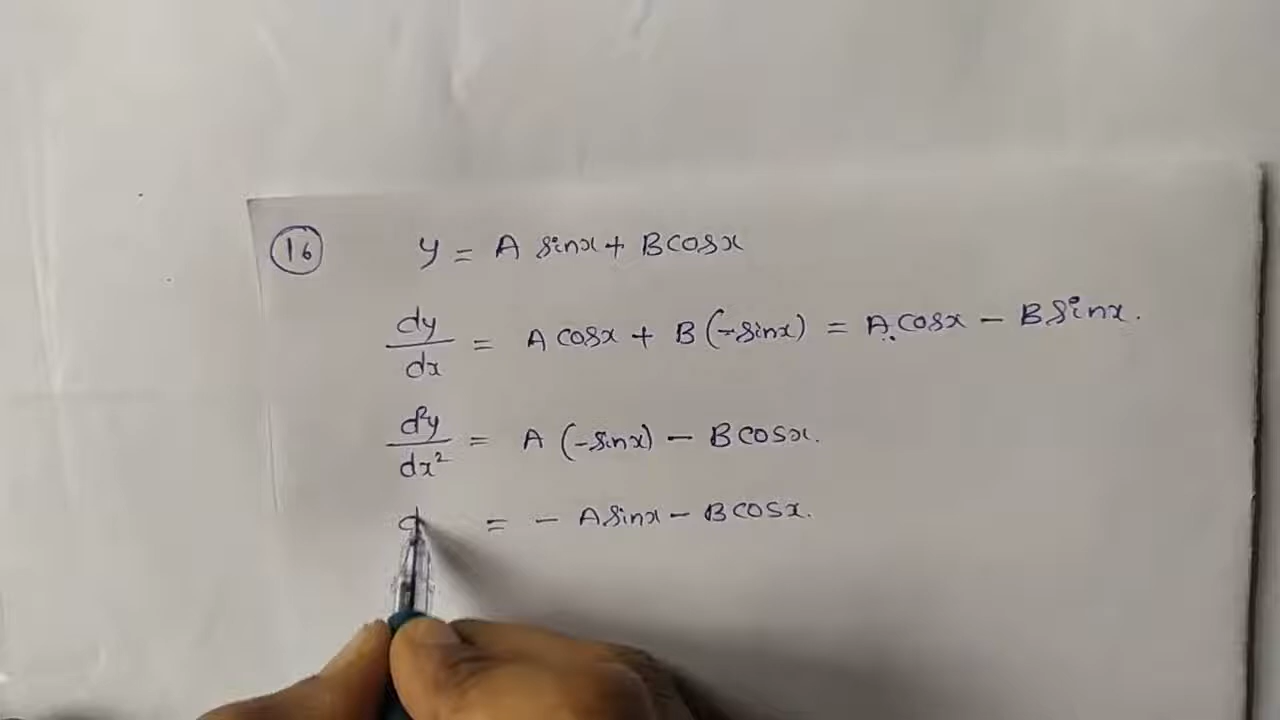 (16) y = A sinx + B cosx
dy/dx = A cosx + B (-sinx) = A cosx - B sinx.
d²y/dx² = A (-sinx) - B cosx.
d = - A sinx - B cosx.